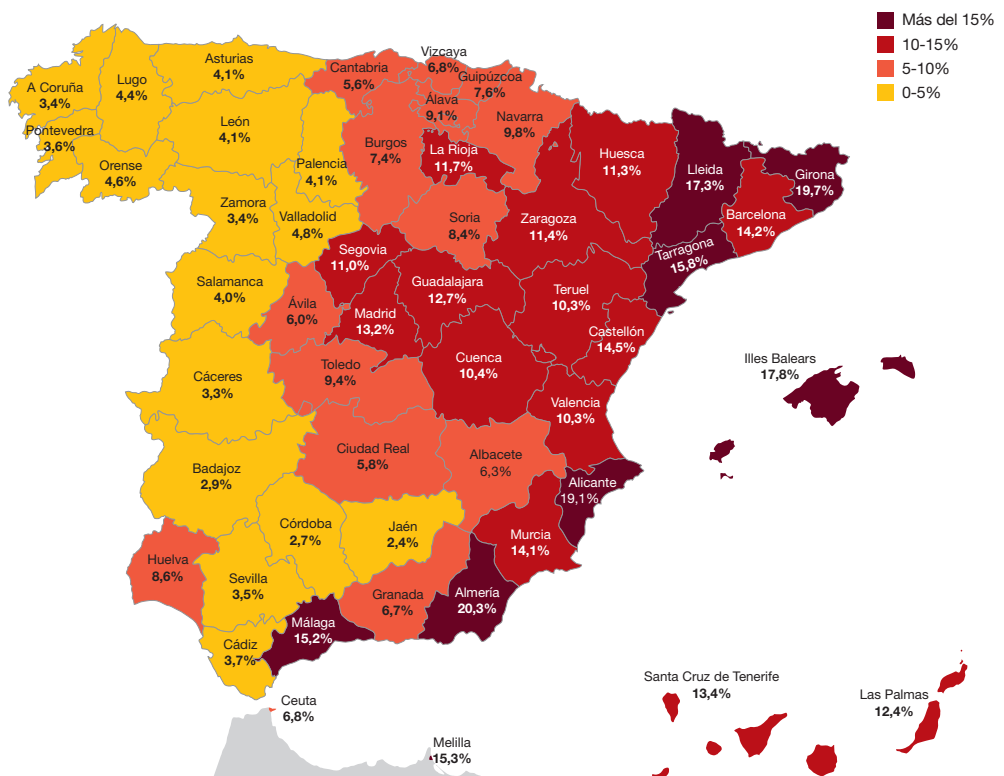 Más del 15%
10-15%
5-10%
0-5%
A Coruña
3,4%
Lugo
4,4%
Asturias
4,1%
Cantabria
5,6%
Vizcaya
6,8%
Guipúzcoa
7,6%
Álava
9,1%
Navarra
9,8%
Pontevedra
3,6%
Orense
4,6%
León
4,1%
Palencia
4,1%
Burgos
7,4%
La Rioja
11,7%
Huesca
11,3%
Lleida
17,3%
Girona
19,7%
Barcelona
14,2%
Tarragona
15,8%
Zamora
3,4%
Valladolid
4,8%
Soria
8,4%
Zaragoza
11,4%
Segovia
11,0%
Salamanca
4,0%
Ávila
6,0%
Madrid
13,2%
Guadalajara
12,7%
Teruel
10,3%
Castellón
14,5%
Illes Balears
17,8%
Cáceres
3,3%
Toledo
9,4%
Cuenca
10,4%
Valencia
10,3%
Badajoz
2,9%
Ciudad Real
5,8%
Albacete
6,3%
Alicante
19,1%
Huelva
8,6%
Sevilla
3,5%
Córdoba
2,7%
Jaén
2,4%
Murcia
14,1%
Granada
6,7%
Almería
20,3%
Málaga
15,2%
Cádiz
3,7%
Ceuta
6,8%
Melilla
15,3%
Santa Cruz de Tenerife
13,4%
Las Palmas
12,4%